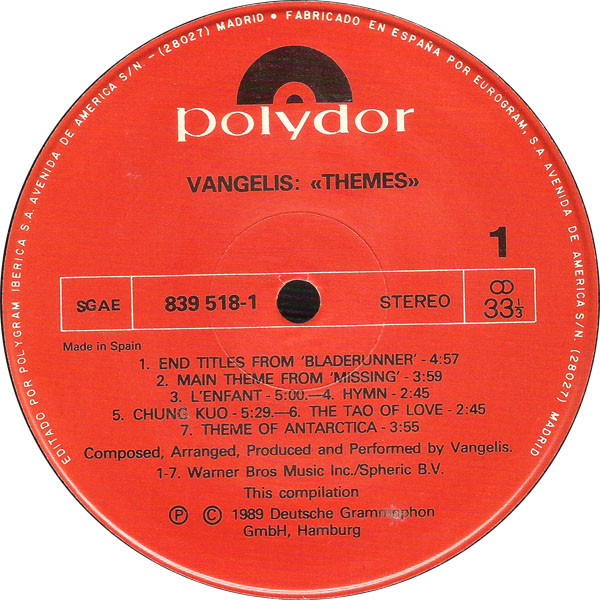 EDITADO POR POLYGRAM IBERICA S.A. AVENIDA DE AMERICA S/N. - (28027) MADRID • FABRICADO EN ESPAÑA POR EUROGRAM, S.A. AVENIDA DE AMERICA S/N (28027) MADRID
polydor
VANGELIS: «THEMES»
1
SGAE 839 518-1 STEREO 33⅓
Made in Spain
1. END TITLES FROM 'BLADERUNNER' - 4:57
2. MAIN THEME FROM 'MISSING' - 3:59
3. L'ENFANT - 5:00.—4. HYMN - 2:45
5. CHUNG KUO - 5:29.—6. THE TAO OF LOVE - 2:45
7. THEME OF ANTARCTICA - 3:55
Composed, Arranged, Produced and Performed by Vangelis.
1-7. Warner Bros Music Inc./Spheric B.V.
This compilation
Ⓟ © 1989 Deutsche Grammophon
GmbH, Hamburg